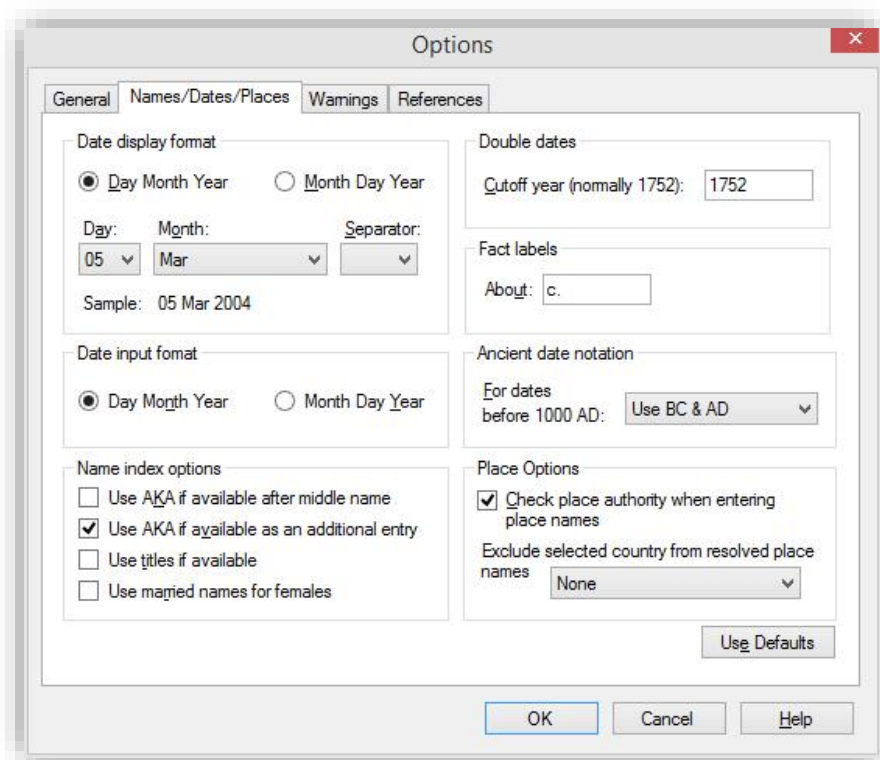 Options
General Names/Dates/Places Warnings References
Date display format
Day Month Year Month Day Year
Day: Month: Separator:
05 Mar
Sample: 05 Mar 2004
Date input fomat
Day Month Year Month Day Year
Name index options
Use AKA if available after middle name
Use AKA if available as an additional entry
Use titles if available
Use married names for females
Double dates
Cutoff year (normally 1752): 1752
Fact labels
About: c.
Ancient date notation
For dates
before 1000 AD: Use BC & AD
Place Options
Check place authority when entering
place names
Exclude selected country from resolved place
names None
Use Defaults
OK Cancel Help